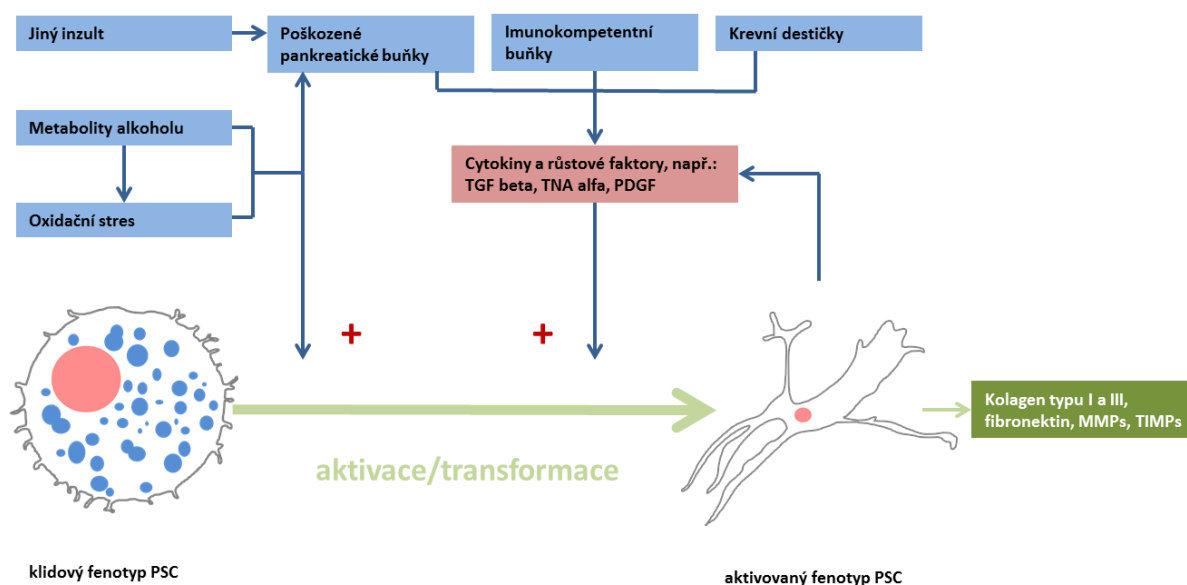 Jiný inzult
Poškozené
pankreatické buňky
Imunokompetentní
buňky
Krevní destičky
Metabolity alkoholu
Oxidační stres
Cytokiny a růstové faktory, např.:
TGF beta, TNA alfa, PDGF
+
+
aktivace/transformace
Kolagen typu I a III,
fibronektin, MMPs, TIMPs
klidový fenotyp PSC
aktivovaný fenotyp PSC